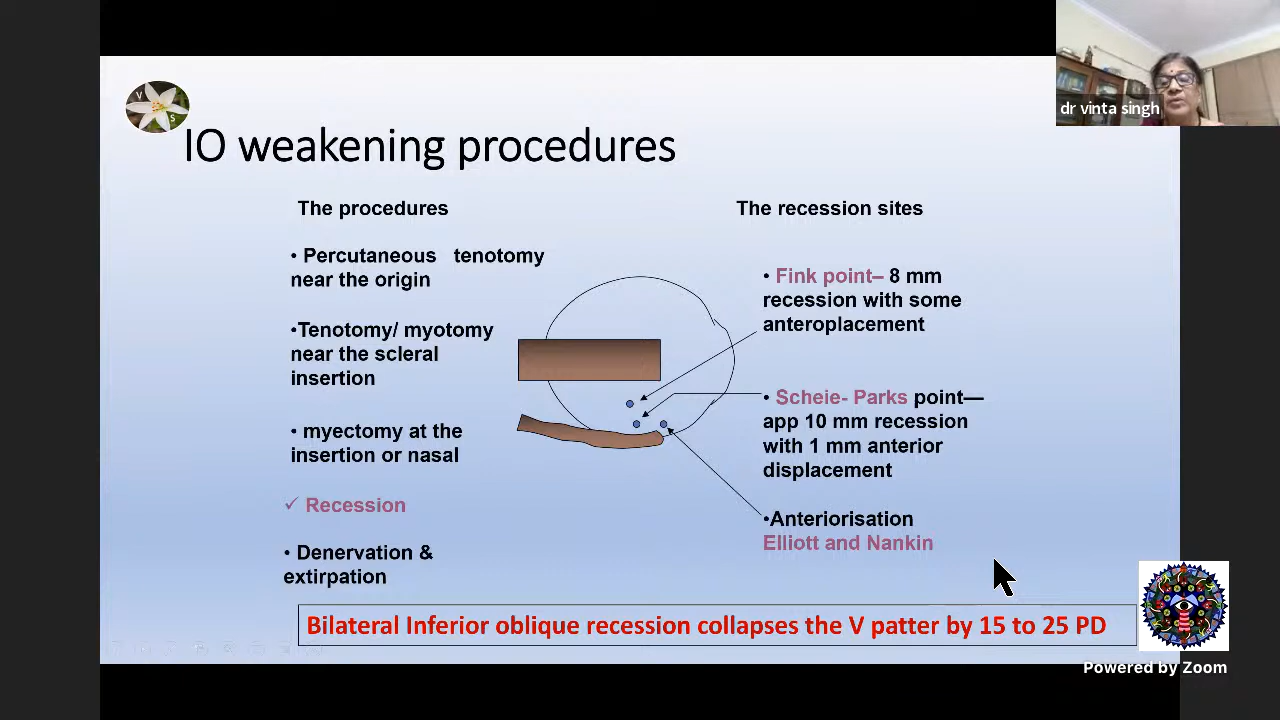 dr vinta singh
V
S
IO weakening procedures
The procedures
• Percutaneous tenotomy
near the origin
•Tenotomy/ myotomy
near the scleral
insertion
• myectomy at the
insertion or nasal
✓ Recession
• Denervation &
extirpation
The recession sites
• Fink point– 8 mm
recession with some
anteroplacement
• Scheie- Parks point—
app 10 mm recession
with 1 mm anterior
displacement
•Anteriorisation
Elliott and Nankin
Bilateral Inferior oblique recession collapses the V patter by 15 to 25 PD
Powered by Zoom